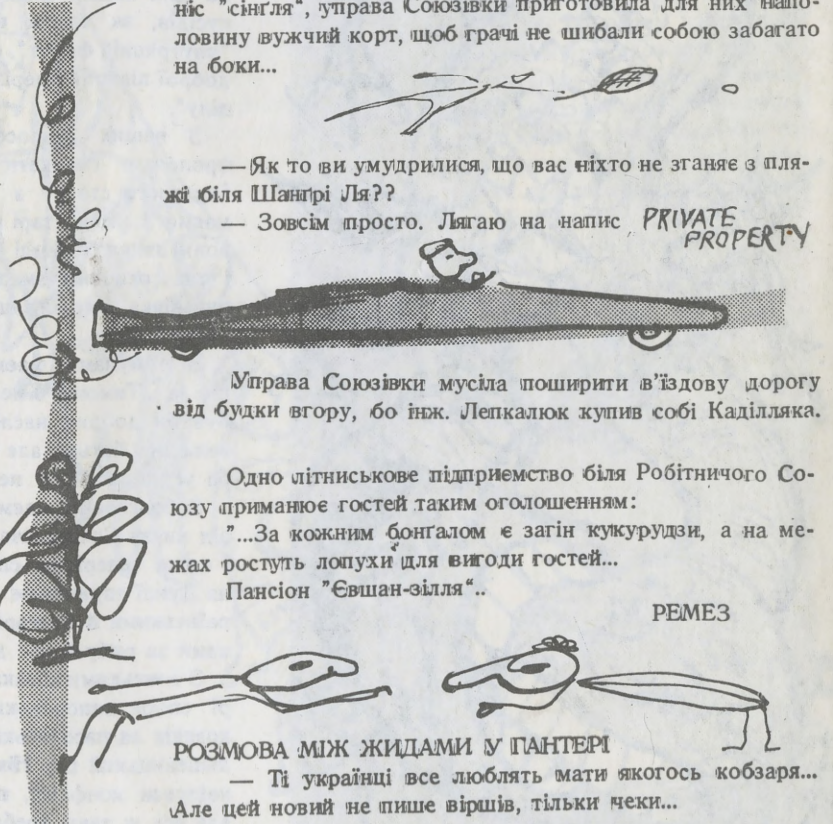 ніс "сінґля", управа Союзівки приготовила для них напо-
ловину вужчий корт, щоб грачі не шибали собою забагато
на боки...
— Як то ви умудрилися, що вас ніхто не зганяє з пля-
жі біля Шангрі Ля??
— Зовсім просто. Лягаю на напис PRIVATE PROPERTY
Управа Союзівки мусіла поширити в'їздову дорогу
від будки вгору, бо інж. Лепкалюк купив собі Каділляка.
Одно літниськове підприємство біля Робітничого Со-
юзу приманює гостей таким оголошенням:
"...За кожним бонґалом є загін кукурудзи, а на ме-
жах ростуть лопухи для вигоди гостей...
Пансіон "Євшан-зілля"..
РЕМЕЗ
РОЗМОВА МІЖ ЖИДАМИ У ПАНТЕРІ
— Ті українці все люблять мати якогось кобзаря...
Але цей новий не пише віршів, тільки чеки...